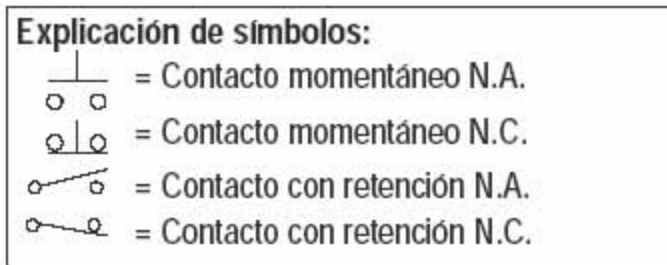 Explicación de símbolos:
= Contacto momentáneo N.A.
= Contacto momentáneo N.C.
= Contacto con retención N.A.
= Contacto con retención N.C.